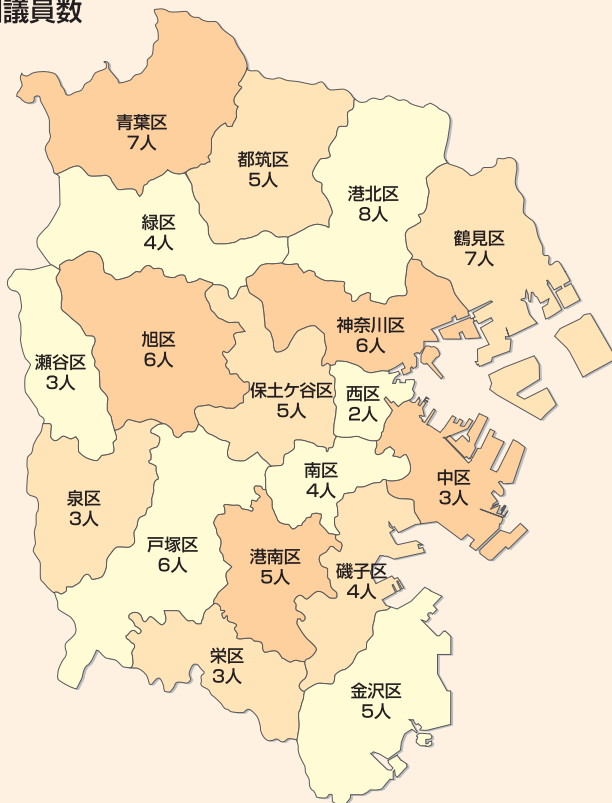 議員数
青葉区
7人
都筑区
5人
港北区
8人
緑区
4人
鶴見区
7人
旭区
6人
神奈川区
6人
瀬谷区
3人
保土ケ谷区
5人
西区
2人
南区
4人
中区
3人
泉区
3人
戸塚区
6人
港南区
5人
磯子区
4人
栄区
3人
金沢区
5人